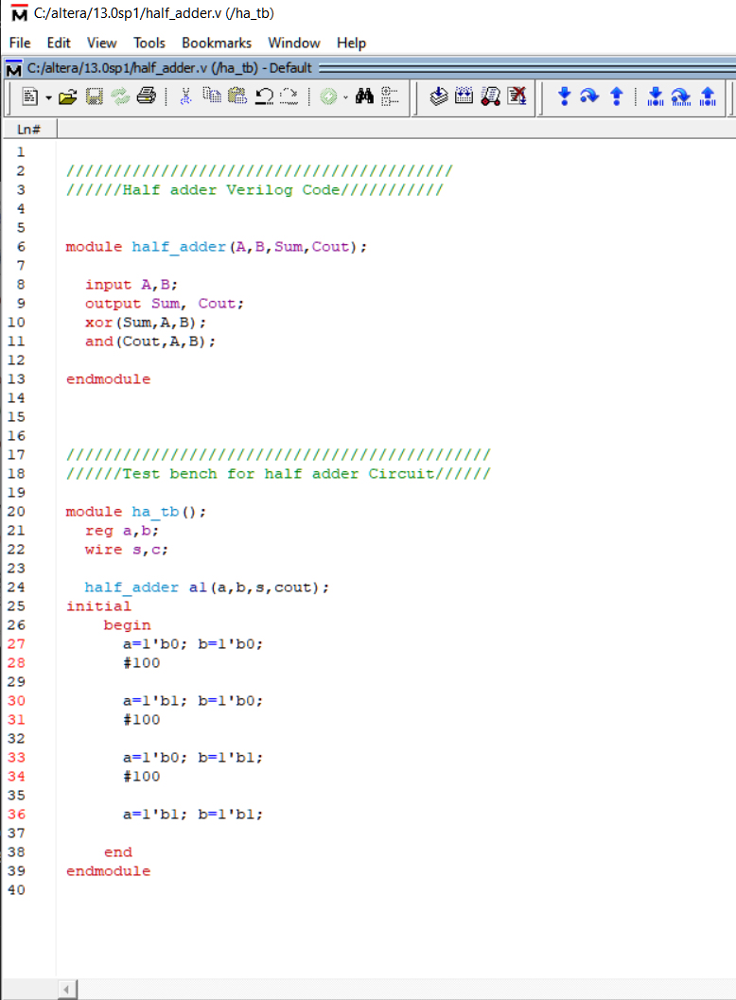 C:/altera/13.0sp1/half_adder.v (/ha_tb)
File Edit View Tools Bookmarks Window Help
C:/altera/13.0sp1/half_adder.v (/ha_tb) - Default
Ln#
1
2 /////////////////////////////////////////
3 //////Half adder Verilog Code///////////
4
5
6 module half_adder(A,B,Sum,Cout);
7
8 input A,B;
9 output Sum, Cout;
10 xor(Sum,A,B);
11 and(Cout,A,B);
12
13 endmodule
14
15
16
17 /////////////////////////////////////////////
18 //////Test bench for half adder Circuit//////
19
20 module ha_tb();
21 reg a,b;
22 wire s,c;
23
24 half_adder a1(a,b,s,cout);
25 initial
26 begin
27 a=1'b0; b=1'b0;
28 #100
29
30 a=1'b1; b=1'b0;
31 #100
32
33 a=1'b0; b=1'b1;
34 #100
35
36 a=1'b1; b=1'b1;
37
38 end
39 endmodule
40